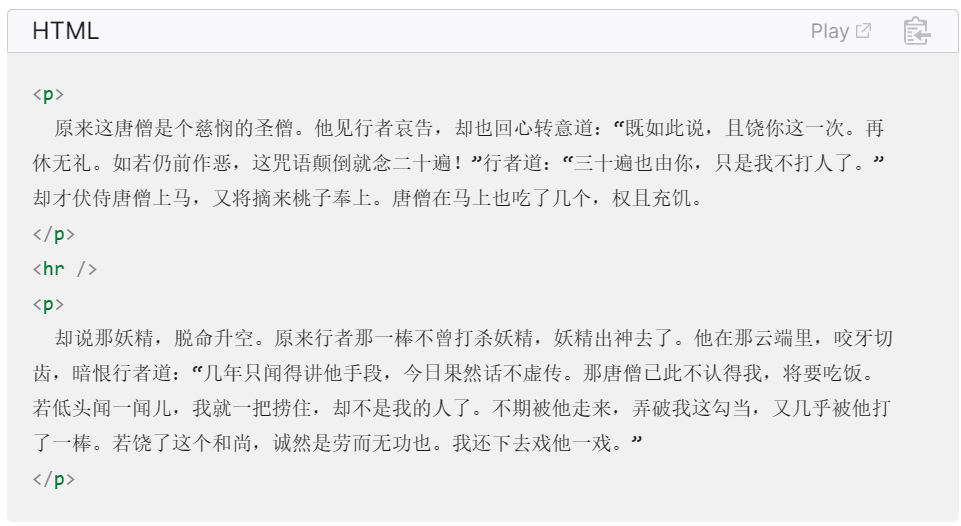 HTML
Play
<p>
原来这唐僧是个慈悯的圣僧。他见行者哀告，却也回心转意道：“既如此说，且饶你这一次。再
休无礼。如若仍前作恶，这咒语颠倒就念二十遍！”行者道：“三十遍也由你，只是我不打人了。”
却才伏侍唐僧上马，又将摘来桃子奉上。唐僧在马上也吃了几个，权且充饥。
</p>
<hr />
<p>
却说那妖精，脱命升空。原来行者那一棒不曾打杀妖精，妖精出神去了。他在那云端里，咬牙切
齿，暗恨行者道：“几年只闻得讲他手段，今日果然话不虚传。那唐僧已此不认得我，将要吃饭。
若低头闻一闻儿，我就一把捞住，却不是我的人了。不期被他走来，弄破我这勾当，又几乎被他打
了一棒。若饶了这个和尚，诚然是劳而无功也。我还下去戏他一戏。”
</p>